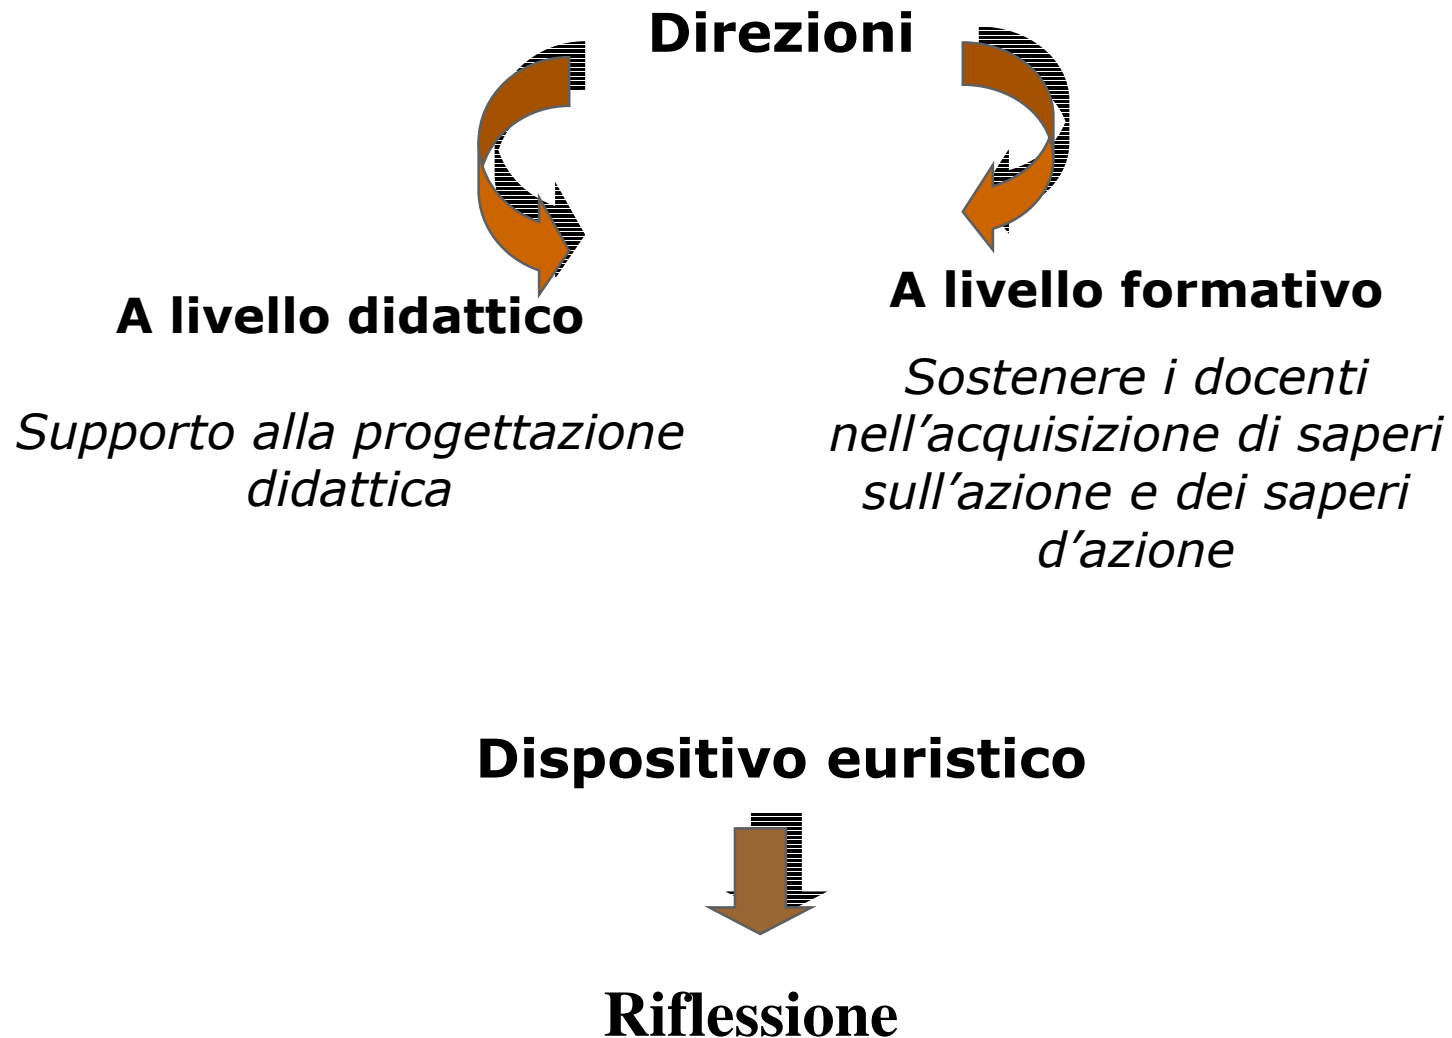 Direzioni
A livello didattico
Supporto alla progettazione
didattica
A livello formativo
Sostenere i docenti
nell’acquisizione di saperi
sull’azione e dei saperi
d’azione
Dispositivo euristico
Riflessione